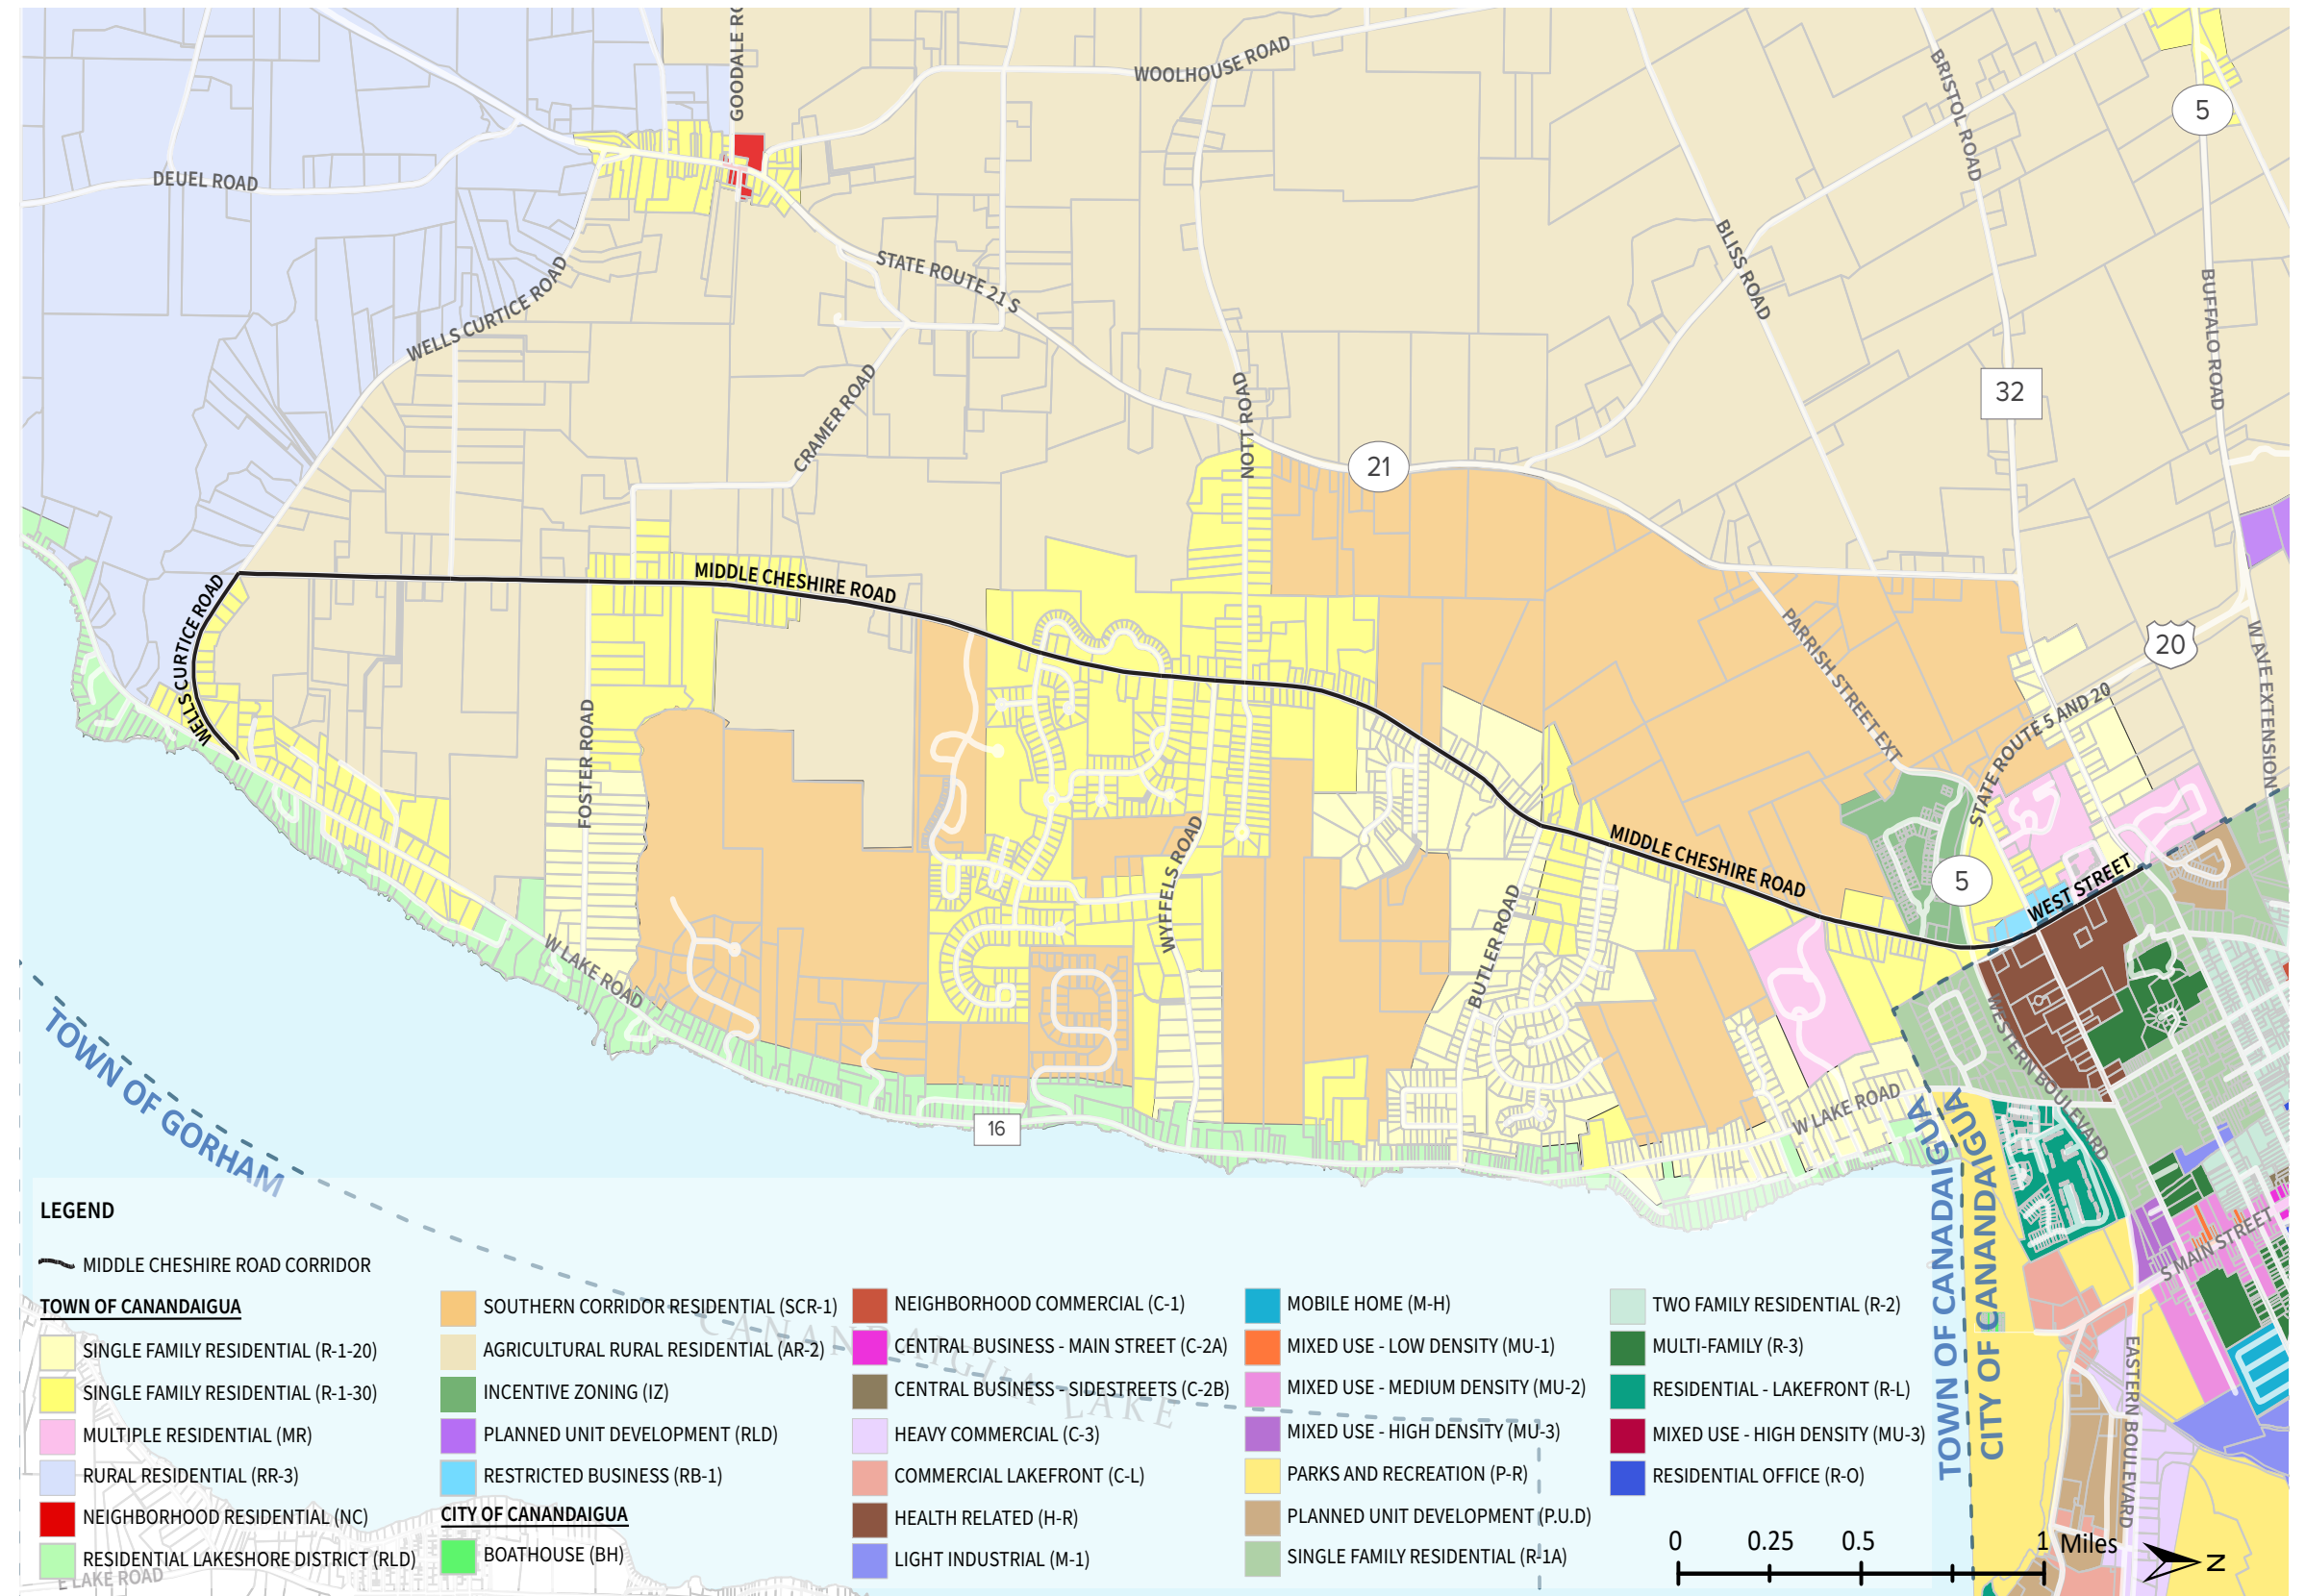 GOODALE RO
WOOLHOUSE ROAD
BRISTOL ROAD
5
DEUEL ROAD
STATE ROUTE 21 S
BLISS ROAD
BUFFALO ROAD
WELLS CURTICE ROAD
CRAMER ROAD
NOTT ROAD
21
32
MIDDLE CHESHIRE ROAD
WELLS CURTICE ROAD
PARRISH STREET EXT
20
W AVE EXTENSION
STATE ROUTE 5 AND 20
FOSTER ROAD
WYFFELS ROAD
BUTLER ROAD
MIDDLE CHESHIRE ROAD
5
WEST STREET
W LAKE ROAD
WESTERN BOULEVARD
W LAKE ROAD
16
TOWN OF GORHAM
TOWN OF CANADAIGUA
CITY OF CANANDAIGUA
S MAIN STREET
EASTERN BOULEVARD
CANANDAIGUA
LAKE
E LAKE ROAD
LEGEND
MIDDLE CHESHIRE ROAD CORRIDOR
TOWN OF CANANDAIGUA
SINGLE FAMILY RESIDENTIAL (R-1-20)
SINGLE FAMILY RESIDENTIAL (R-1-30)
MULTIPLE RESIDENTIAL (MR)
RURAL RESIDENTIAL (RR-3)
NEIGHBORHOOD RESIDENTIAL (NC)
RESIDENTIAL LAKESHORE DISTRICT (RLD)
SOUTHERN CORRIDOR RESIDENTIAL (SCR-1)
AGRICULTURAL RURAL RESIDENTIAL (AR-2)
INCENTIVE ZONING (IZ)
PLANNED UNIT DEVELOPMENT (RLD)
RESTRICTED BUSINESS (RB-1)
CITY OF CANANDAIGUA
BOATHOUSE (BH)
NEIGHBORHOOD COMMERCIAL (C-1)
CENTRAL BUSINESS - MAIN STREET (C-2A)
CENTRAL BUSINESS - SIDESTREETS (C-2B)
HEAVY COMMERCIAL (C-3)
COMMERCIAL LAKEFRONT (C-L)
HEALTH RELATED (H-R)
LIGHT INDUSTRIAL (M-1)
MOBILE HOME (M-H)
MIXED USE - LOW DENSITY (MU-1)
MIXED USE - MEDIUM DENSITY (MU-2)
MIXED USE - HIGH DENSITY (MU-3)
PARKS AND RECREATION (P-R)
PLANNED UNIT DEVELOPMENT (P.U.D)
SINGLE FAMILY RESIDENTIAL (R-1A)
TWO FAMILY RESIDENTIAL (R-2)
MULTI-FAMILY (R-3)
RESIDENTIAL - LAKEFRONT (R-L)
MIXED USE - HIGH DENSITY (MU-3)
RESIDENTIAL OFFICE (R-O)
0 0.25 0.5 1 Miles
N